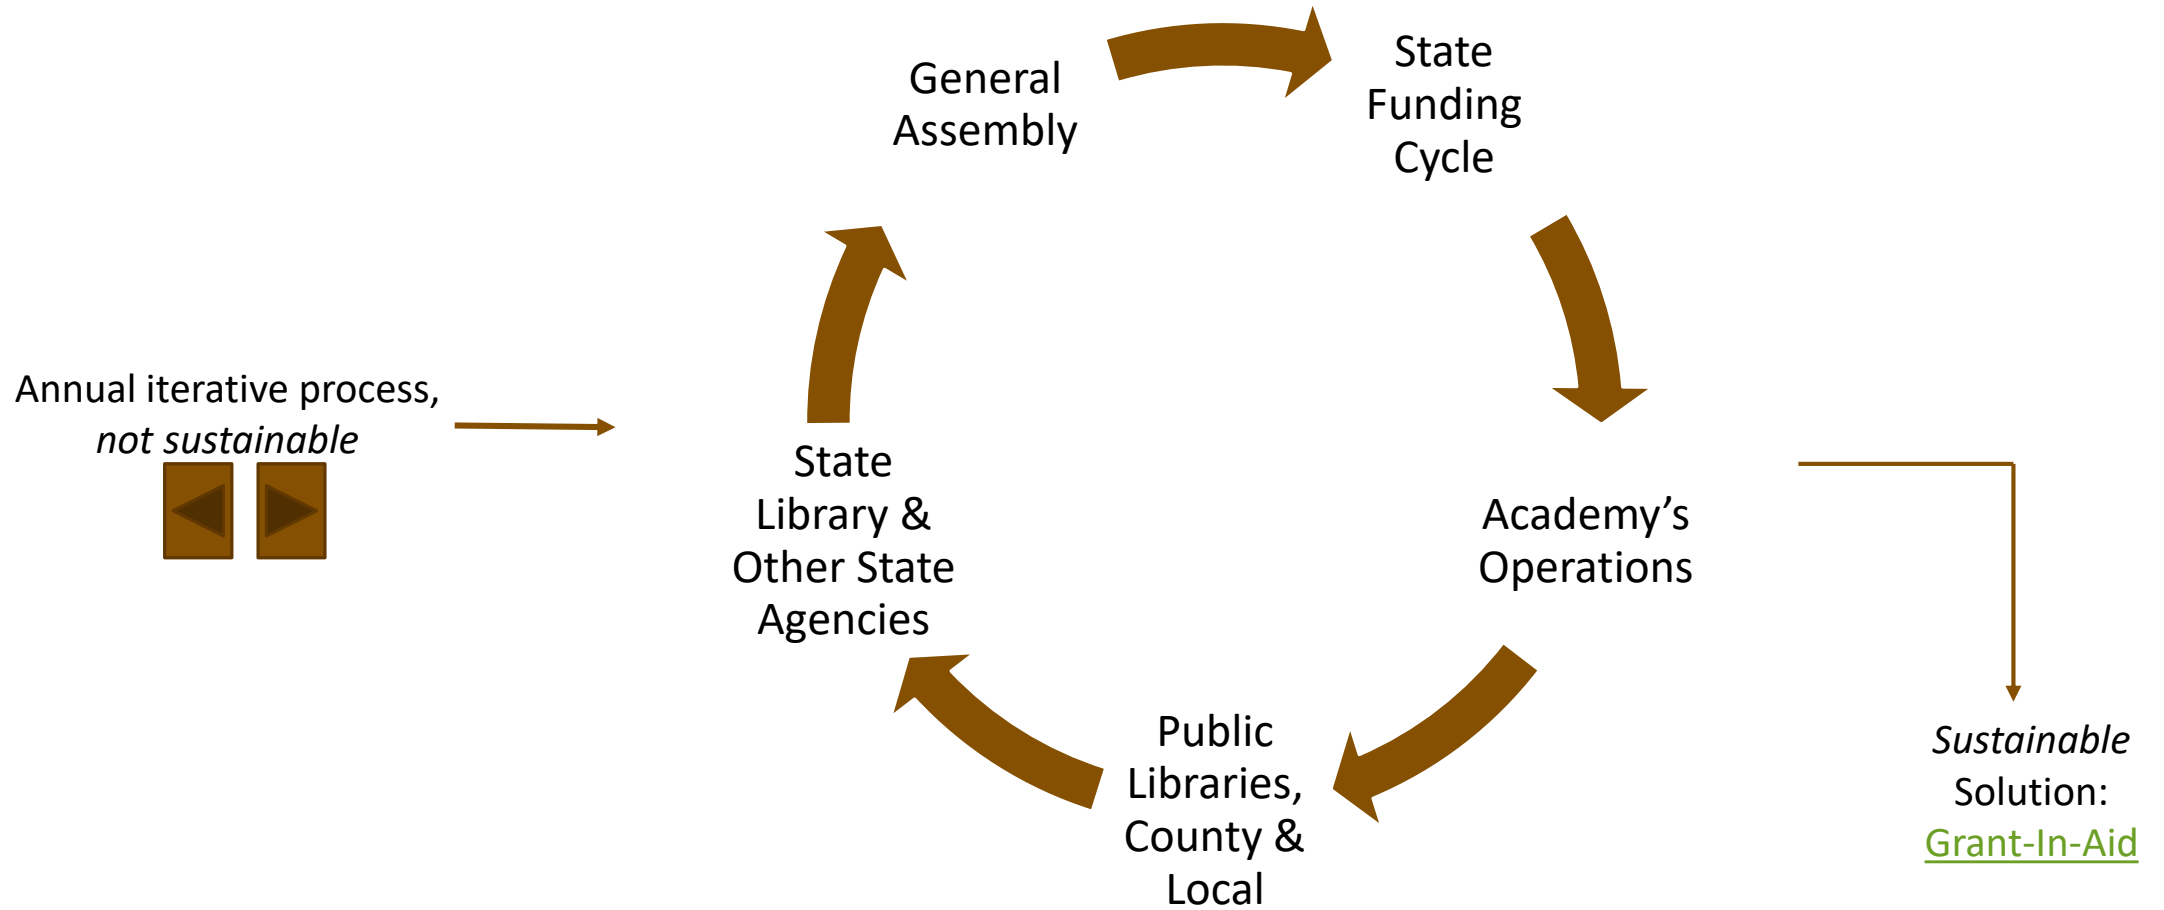 General
Assembly
State
Funding
Cycle
Annual iterative process,
not sustainable
State
Library &
Other State
Agencies
Academy’s
Operations
Public
Libraries,
County &
Local
Sustainable
Solution:
Grant-In-Aid